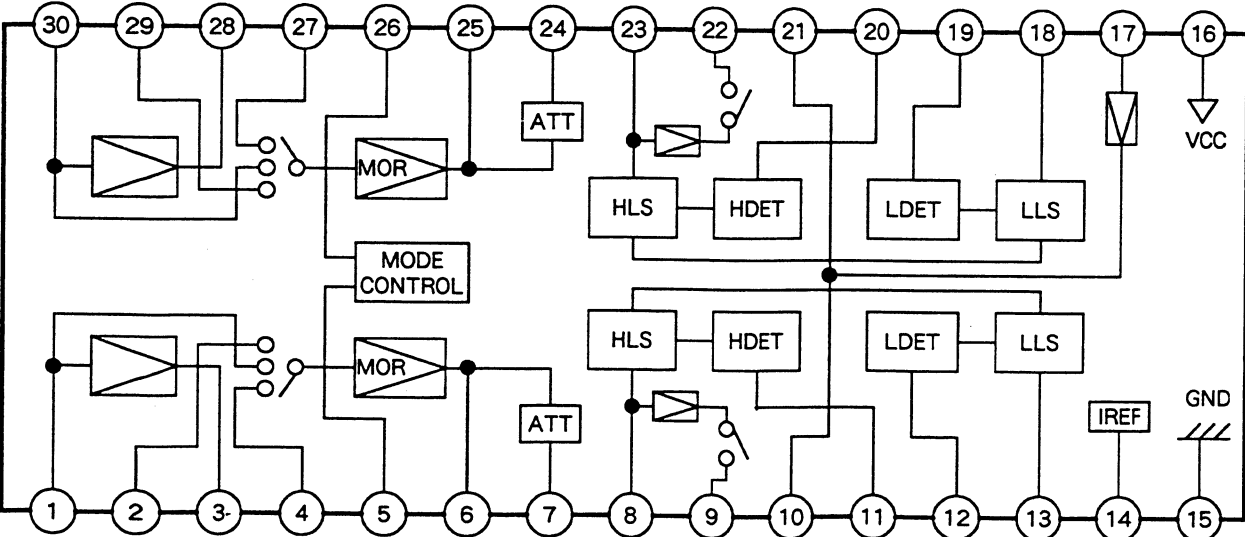 30 29 28 27 26 25 24 23 22 21 20 19 18 17 16
ATT
VCC
MOR
HLS HDET LDET LLS
MODE
CONTROL
HLS HDET LDET LLS
MOR
GND
ATT
IREF
1 2 3- 4 5 6 7 8 9 10 11 12 13 14 15